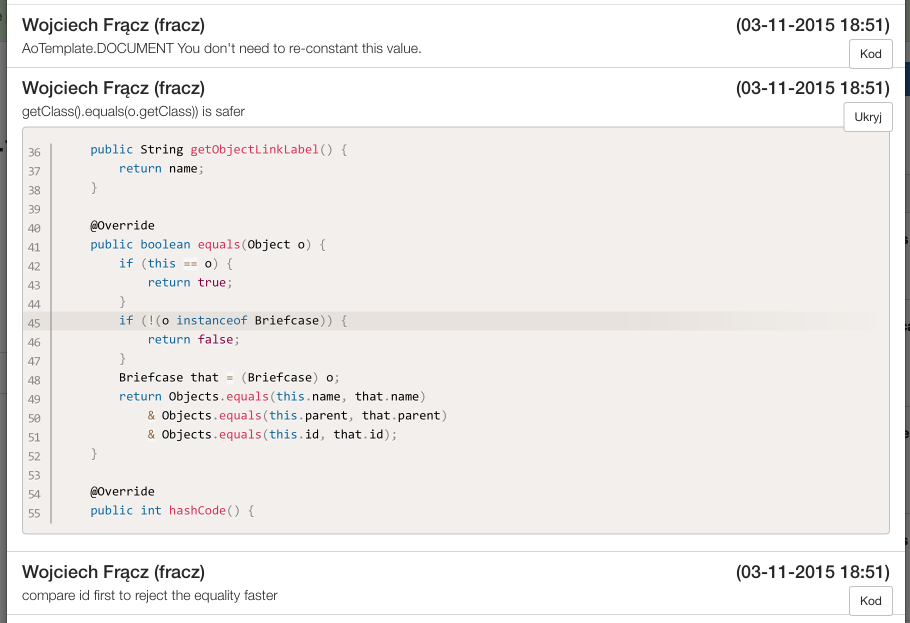 Wojciech Frącz (fracz) (03-11-2015 18:51)
AoTemplate.DOCUMENT You don't need to re-constant this value.
Kod
Wojciech Frącz (fracz) (03-11-2015 18:51)
getClass().equals(o.getClass)) is safer
Ukryj
36 public String getObjectLinkLabel() {
37 return name;
38 }
39
40 @Override
41 public boolean equals(Object o) {
42 if (this == o) {
43 return true;
44 }
45 if (!(o instanceof Briefcase)) {
46 return false;
47 }
48 Briefcase that = (Briefcase) o;
49 return Objects.equals(this.name, that.name)
50 & Objects.equals(this.parent, that.parent)
51 & Objects.equals(this.id, that.id);
52 }
53
54 @Override
55 public int hashCode() {
Wojciech Frącz (fracz) (03-11-2015 18:51)
compare id first to reject the equality faster
Kod